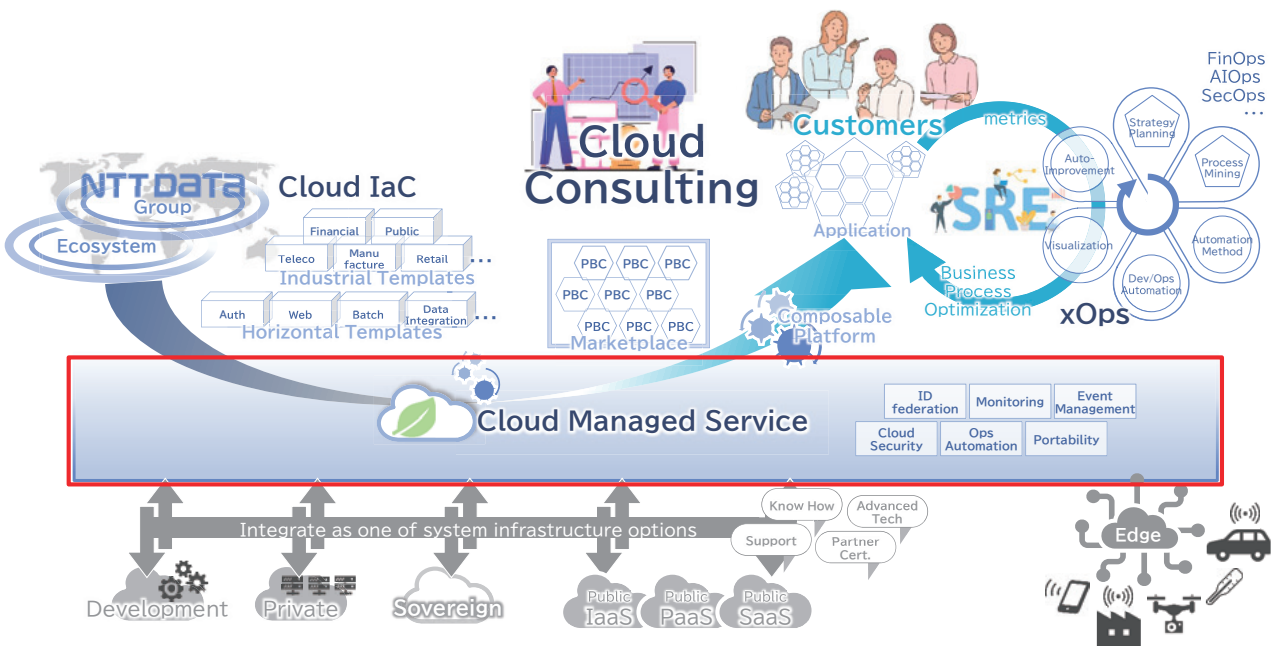 FinOps
AIOps
SecOps
...
Customers
metrics
Strategy
Planning
Auto-
Improvement
Process
Mining
Cloud
Consulting
NTT DATA
Group
Cloud IaC
Ecosystem
Financial
Public
Teleco
Manu
facture
Retail
...
Industrial Templates
Auth
Web
Batch
Data
Integration
...
Horizontal Templates
PBC
PBC
PBC
PBC
PBC
PBC
PBC
PBC
PBC
Marketplace
Application
SRE
Visualization
Automation
Method
Dev/Ops
Automation
Business
Process
Optimization
xOps
Composable
Platform
Cloud Managed Service
ID
federation
Monitoring
Event
Management
Cloud
Security
Ops
Automation
Portability
Integrate as one of system infrastructure options
Know How
Advanced
Tech
Support
Partner
Cert.
Edge
Development
Private
Sovereign
Public
IaaS
Public
PaaS
Public
SaaS